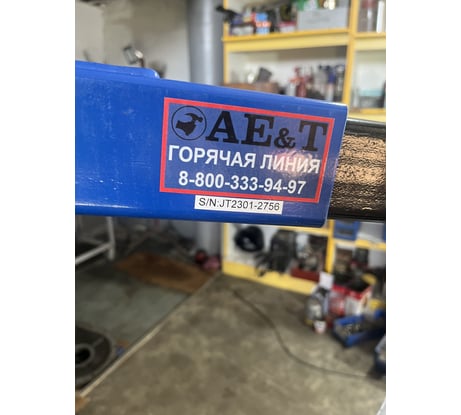 AE&T
ГОРЯЧАЯ ЛИНИЯ
8-800-333-94-97
S/N:JT2301-2756